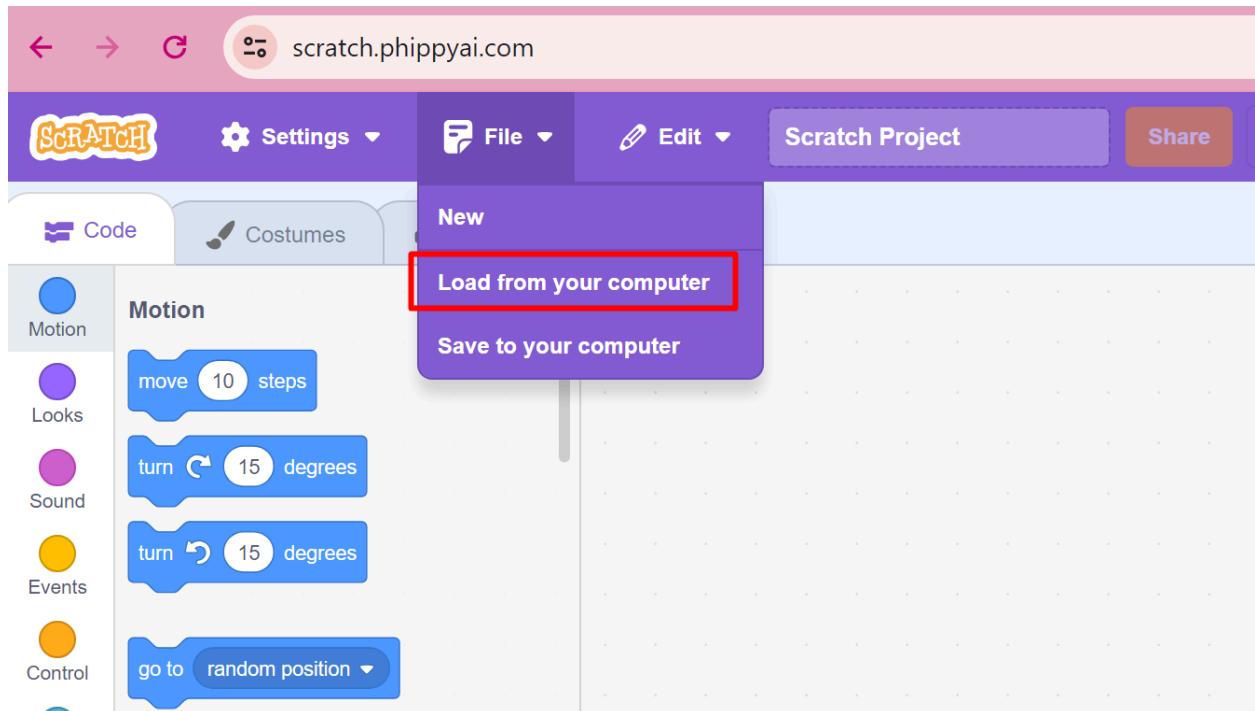 scratch.phippyai.com
SCRATCH
Settings
File
Edit
Scratch Project
Share
Code
Costumes
New
Load from your computer
Save to your computer
Motion
Looks
Sound
Events
Control
Motion
move 10 steps
turn 15 degrees
turn 15 degrees
go to random position